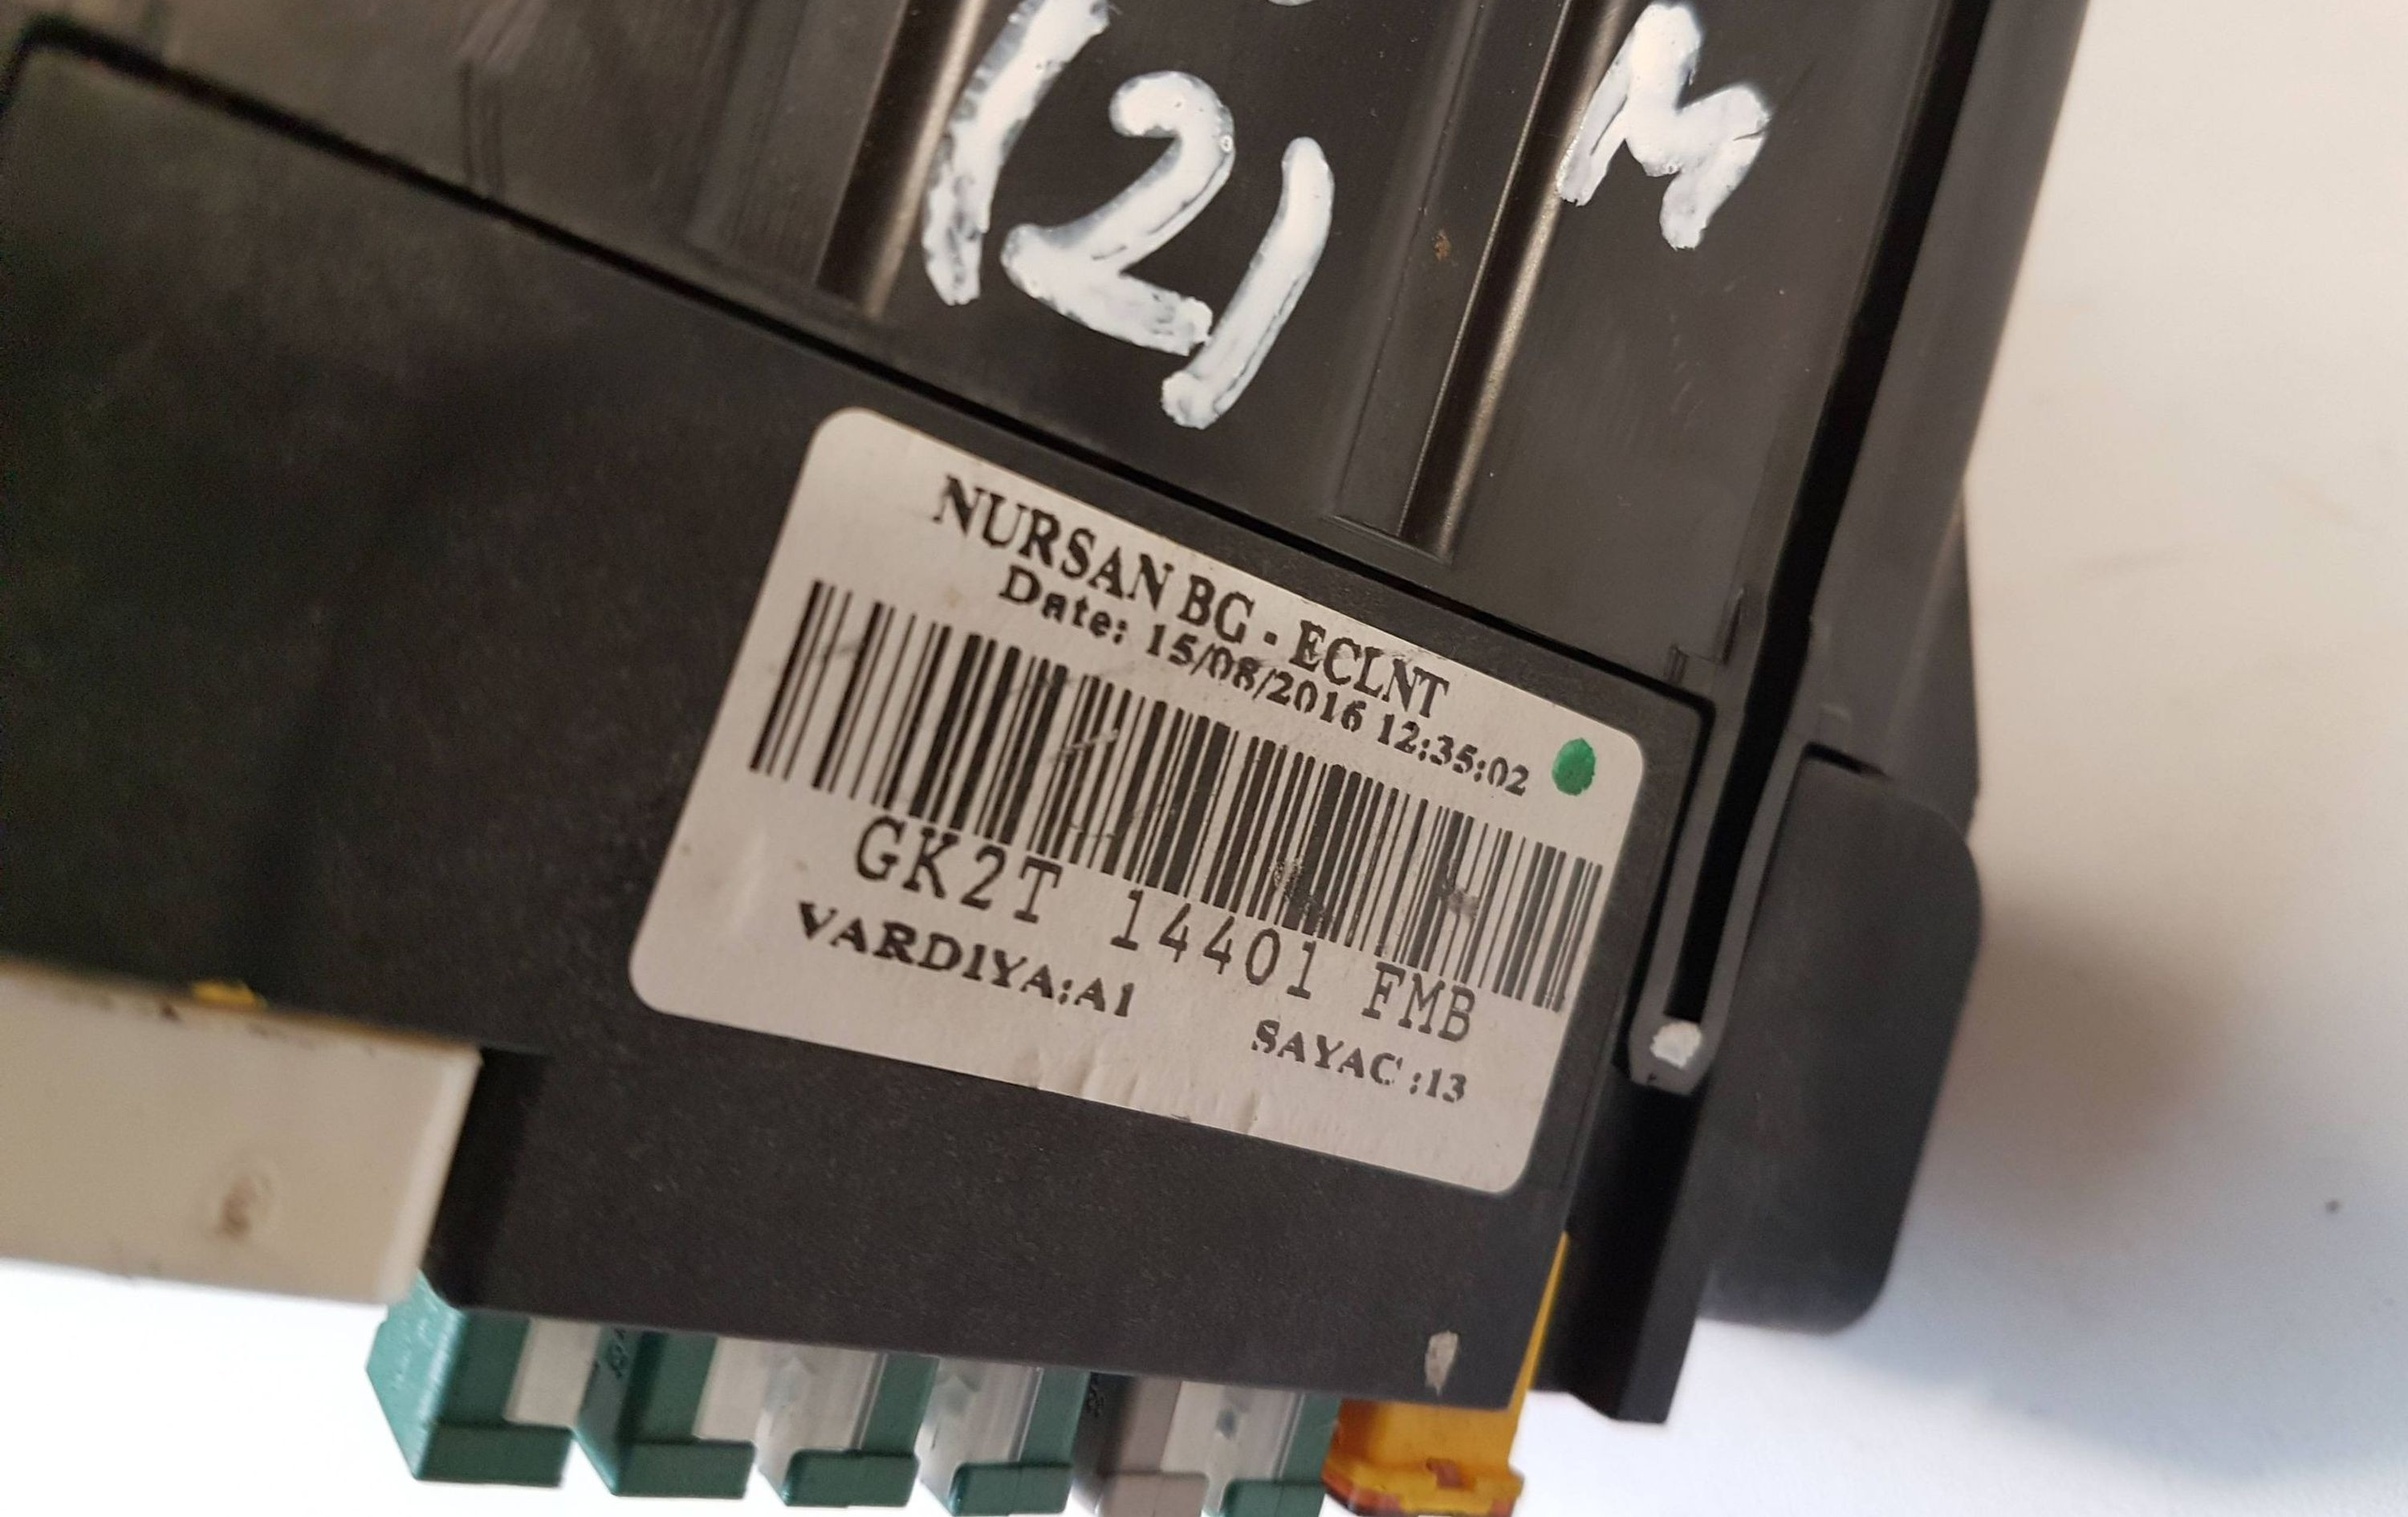 (2)
M
NURSAN BG - ECLNT
Date: 15/08/2016 12:35:02
GK2T 14401 FMB
VARDIYA:A1
SAYAC :13